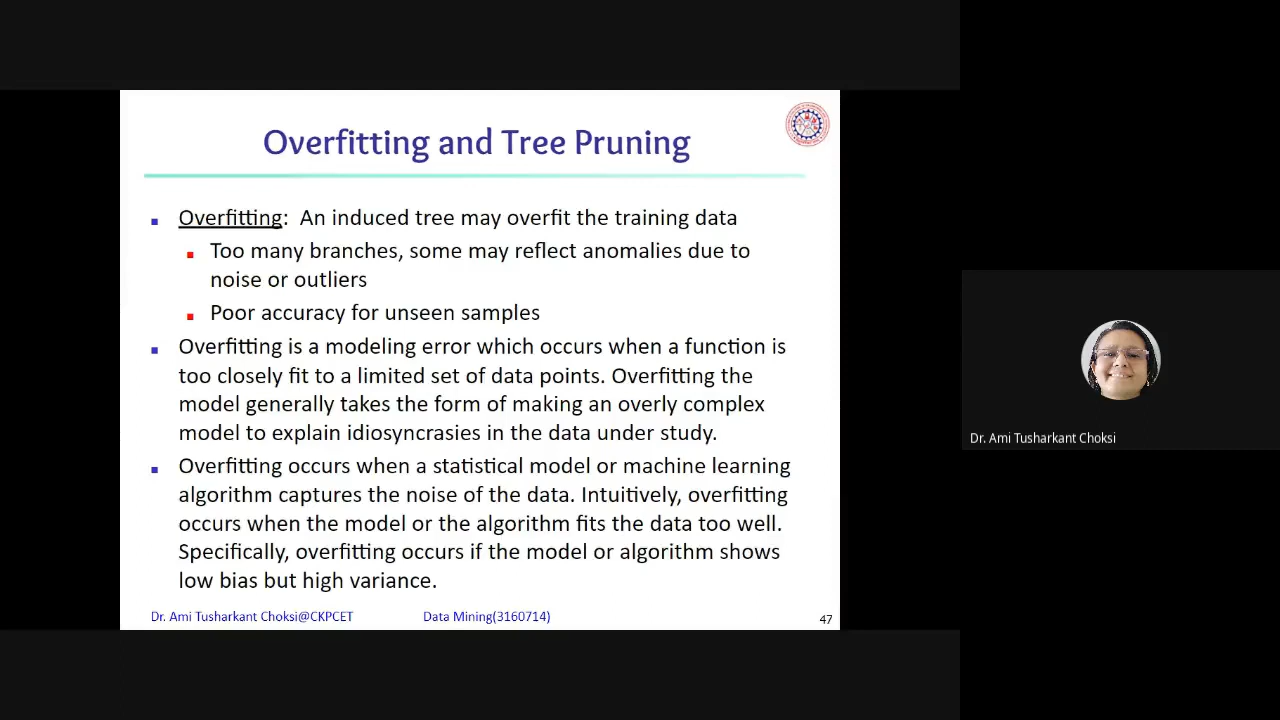 Overfitting and Tree Pruning
Overfitting: An induced tree may overfit the training data
Too many branches, some may reflect anomalies due to
noise or outliers
Poor accuracy for unseen samples
Overfitting is a modeling error which occurs when a function is
too closely fit to a limited set of data points. Overfitting the
model generally takes the form of making an overly complex
model to explain idiosyncrasies in the data under study.
Overfitting occurs when a statistical model or machine learning
algorithm captures the noise of the data. Intuitively, overfitting
occurs when the model or the algorithm fits the data too well.
Specifically, overfitting occurs if the model or algorithm shows
low bias but high variance.
Dr. Ami Tusharkant Choksi@CKPCET Data Mining(3160714) 47
Dr. Ami Tusharkant Choksi